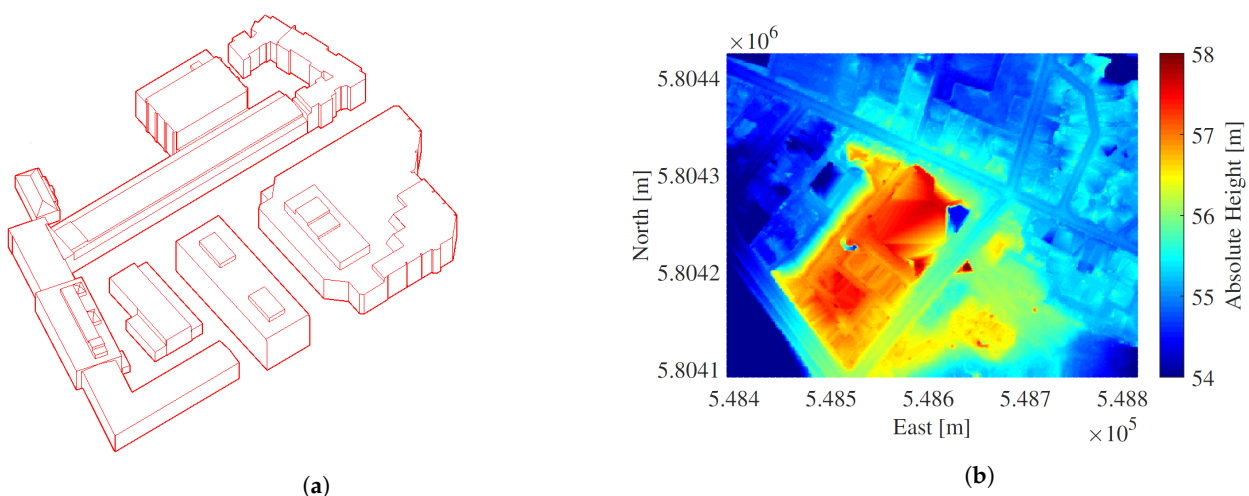 ×10⁶
5.8044
5.8043
5.8042
5.8041
North [m]
5.484 5.485 5.486 5.487 5.488
East [m]
×10⁵
58
57
56
55
54
Absolute Height [m]
(a)
(b)